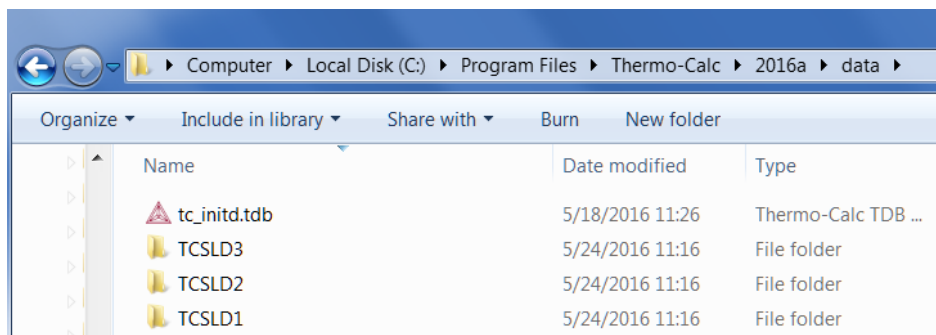 Computer Local Disk (C:) Program Files Thermo-Calc 2016a data
Organize Include in library Share with Burn New folder
Name Date modified Type
tc_initd.tdb 5/18/2016 11:26 Thermo-Calc TDB ...
TCSLD3 5/24/2016 11:16 File folder
TCSLD2 5/24/2016 11:16 File folder
TCSLD1 5/24/2016 11:16 File folder